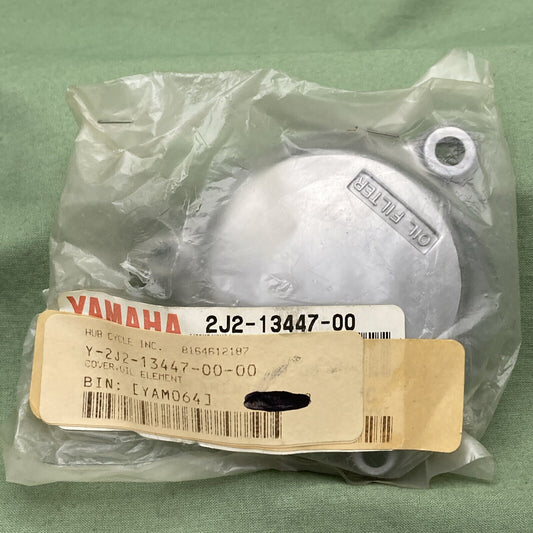 OIL FILTER
YAMAHA 2J2-13447-00
HUB CYCLE INC. 8164612187
Y-2J2-13447-00-00
COVER,OIL ELEMENT
BIN: [YAM064]